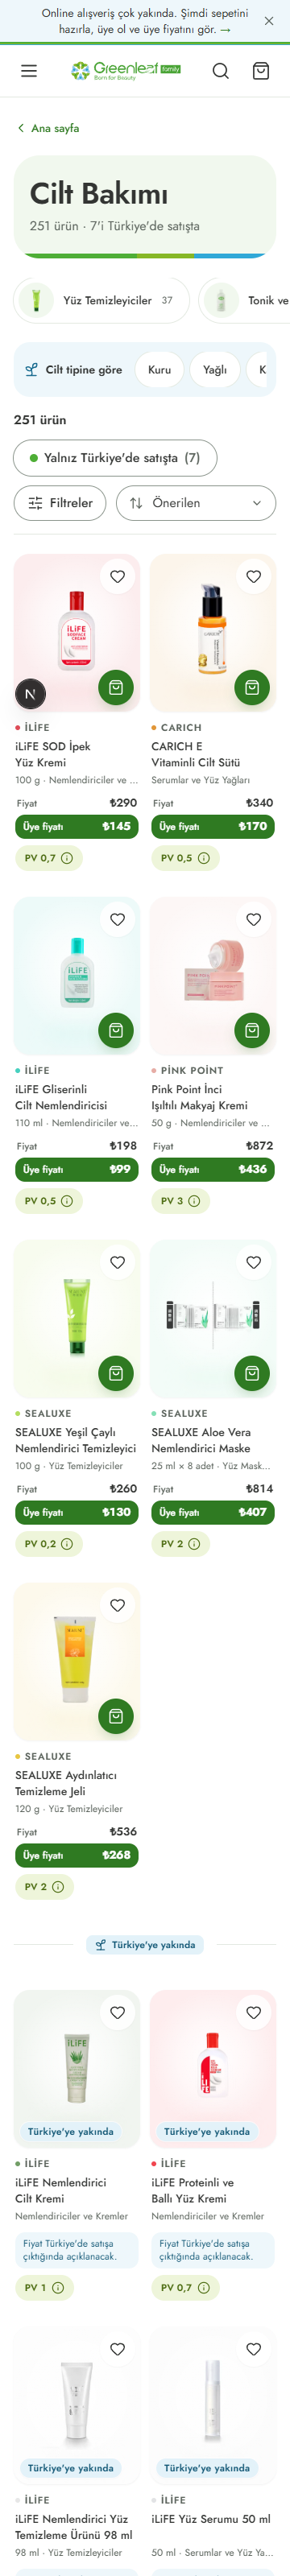 Online alışveriş çok yakında. Şimdi sepetini
hazırla, üye ol ve üye fiyatını gör. →
Greenleaf family
Born for Beauty
Ana sayfa
Cilt Bakımı
251 ürün · 7'i Türkiye'de satışta
Yüz Temizleyiciler 37
Tonik ve
Cilt tipine göre
Kuru
Yağlı
K
251 ürün
Yalnız Türkiye'de satışta (7)
Filtreler
Önerilen
N
İLİFE
iLiFE SOD İpek
Yüz Kremi
100 g · Nemlendiriciler ve ...
Fiyat ₺290
Üye fiyatı ₺145
PV 0,7
CARICH
CARICH E
Vitaminli Cilt Sütü
Serumlar ve Yüz Yağları
Fiyat ₺340
Üye fiyatı ₺170
PV 0,5
İLİFE
iLiFE Gliserinli
Cilt Nemlendiricisi
110 ml · Nemlendiriciler ve...
Fiyat ₺198
Üye fiyatı ₺99
PV 0,5
PİNK POİNT
Pink Point İnci
Işıltılı Makyaj Kremi
50 g · Nemlendiriciler ve ...
Fiyat ₺872
Üye fiyatı ₺436
PV 3
SEALUXE
SEALUXE Yeşil Çaylı
Nemlendirici Temizleyici
100 g · Yüz Temizleyiciler
Fiyat ₺260
Üye fiyatı ₺130
PV 0,2
SEALUXE
SEALUXE Aloe Vera
Nemlendirici Maske
25 ml × 8 adet · Yüz Mask...
Fiyat ₺814
Üye fiyatı ₺407
PV 2
SEALUXE
SEALUXE Aydınlatıcı
Temizleme Jeli
120 g · Yüz Temizleyiciler
Fiyat ₺536
Üye fiyatı ₺268
PV 2
Türkiye'ye yakında
iLiFE
Türkiye'ye yakında
İLİFE
iLiFE Nemlendirici
Cilt Kremi
Nemlendiriciler ve Kremler
Fiyat Türkiye'de satışa
çıktığında açıklanacak.
PV 1
Türkiye'ye yakında
İLİFE
iLiFE Proteinli ve
Ballı Yüz Kremi
Nemlendiriciler ve Kremler
Fiyat Türkiye'de satışa
çıktığında açıklanacak.
PV 0,7
Türkiye'ye yakında
İLİFE
iLiFE Nemlendirici Yüz
Temizleme Ürünü 98 ml
98 ml · Yüz Temizleyiciler
Türkiye'ye yakında
İLİFE
iLiFE Yüz Serumu 50 ml
50 ml · Serumlar ve Yüz Ya...